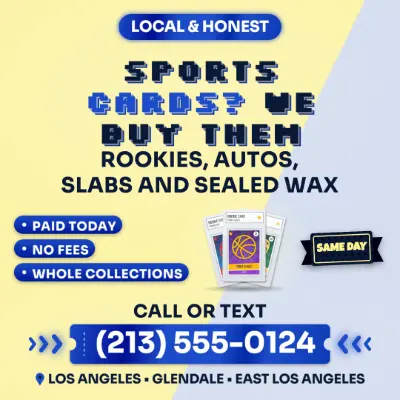 LOCAL & HONEST
SPORTS
CARDS? WE
BUY THEM
ROOKIES, AUTOS,
SLABS AND SEALED WAX
• PAID TODAY
• NO FEES
• WHOLE COLLECTIONS
SAME DAY
CALL OR TEXT
(213) 555-0124
LOS ANGELES • GLENDALE • EAST LOS ANGELES